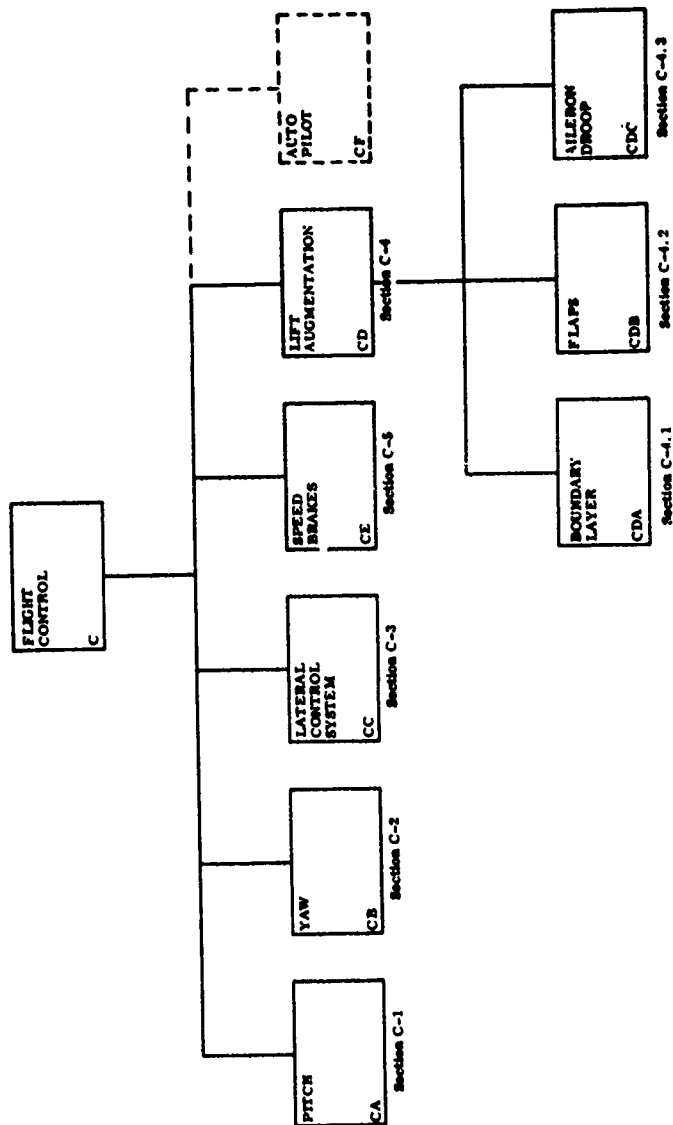 FLIGHT
CONTROL
C
PITCH
CA
Section C-1
YAW
CB
Section C-2
LATERAL
CONTROL
SYSTEM
CC
Section C-3
SPEED
BRAKES
CE
Section C-5
LIFT
AUGMENTATION
CD
Section C-4
AUTO
PILOT
CF
BOUNDARY
LAYER
CDA
Section C-4.1
FLAPS
CDB
Section C-4.2
AILERON
DROOP
CDC
Section C-4.3